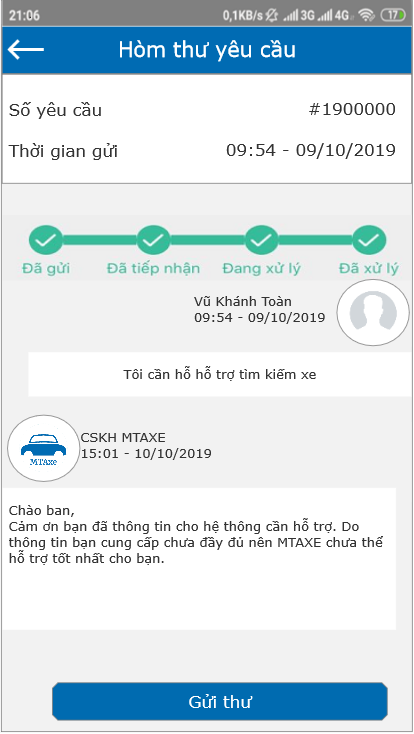 21:06 0,1KB/s 3G 4G 17
Hòm thư yêu cầu
Số yêu cầu #1900000
Thời gian gửi 09:54 - 09/10/2019
Đã gửi Đã tiếp nhận Đang xử lý Đã xử lý
Vũ Khánh Toàn
09:54 - 09/10/2019
Tôi cần hỗ hỗ trợ tìm kiếm xe
CSKH MTAXE
15:01 - 10/10/2019
MTAxe
Chào ban,
Cảm ơn bạn đã thông tin cho hệ thông cần hỗ trợ. Do
thông tin bạn cung cấp chưa đầy đủ nên MTAXE chưa thể
hỗ trợ tốt nhất cho bạn.
Gửi thư